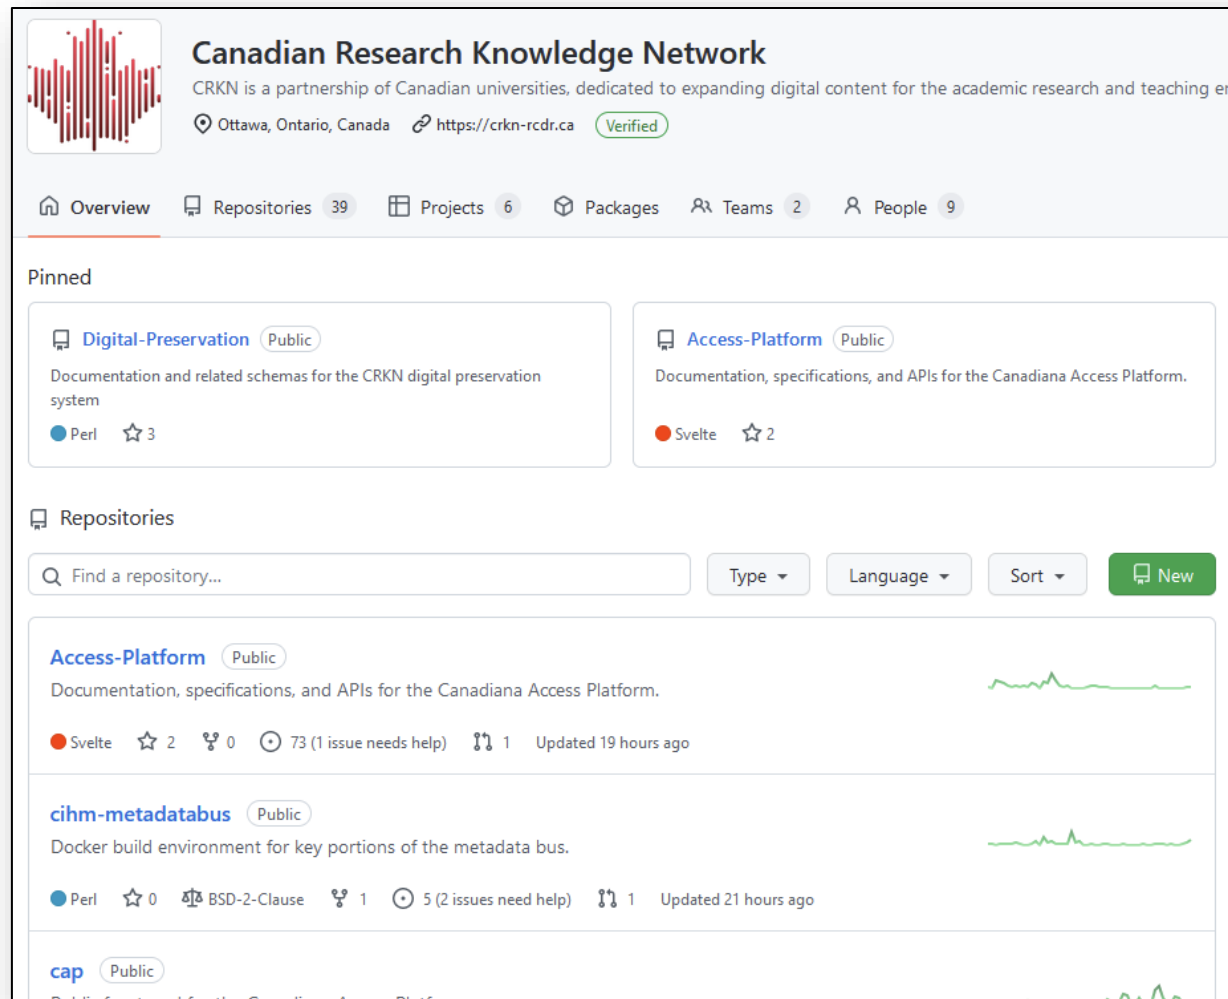 Canadian Research Knowledge Network
CRKN is a partnership of Canadian universities, dedicated to expanding digital content for the academic research and teaching
Ottawa, Ontario, Canada https://crkn-rcdr.ca Verified
Overview Repositories 39 Projects 6 Packages Teams 2 People 9
Pinned
Digital-Preservation Public
Documentation and related schemas for the CRKN digital preservation
system
Perl 3
Access-Platform Public
Documentation, specifications, and APIs for the Canadiana Access Platform.
Svelte 2
Repositories
Find a repository... Type Language Sort New
Access-Platform Public
Documentation, specifications, and APIs for the Canadiana Access Platform.
Svelte 2 0 73 (1 issue needs help) 1 Updated 19 hours ago
cihm-metadatabus Public
Docker build environment for key portions of the metadata bus.
Perl 0 BSD-2-Clause 1 5 (2 issues need help) 1 Updated 21 hours ago
cap Public